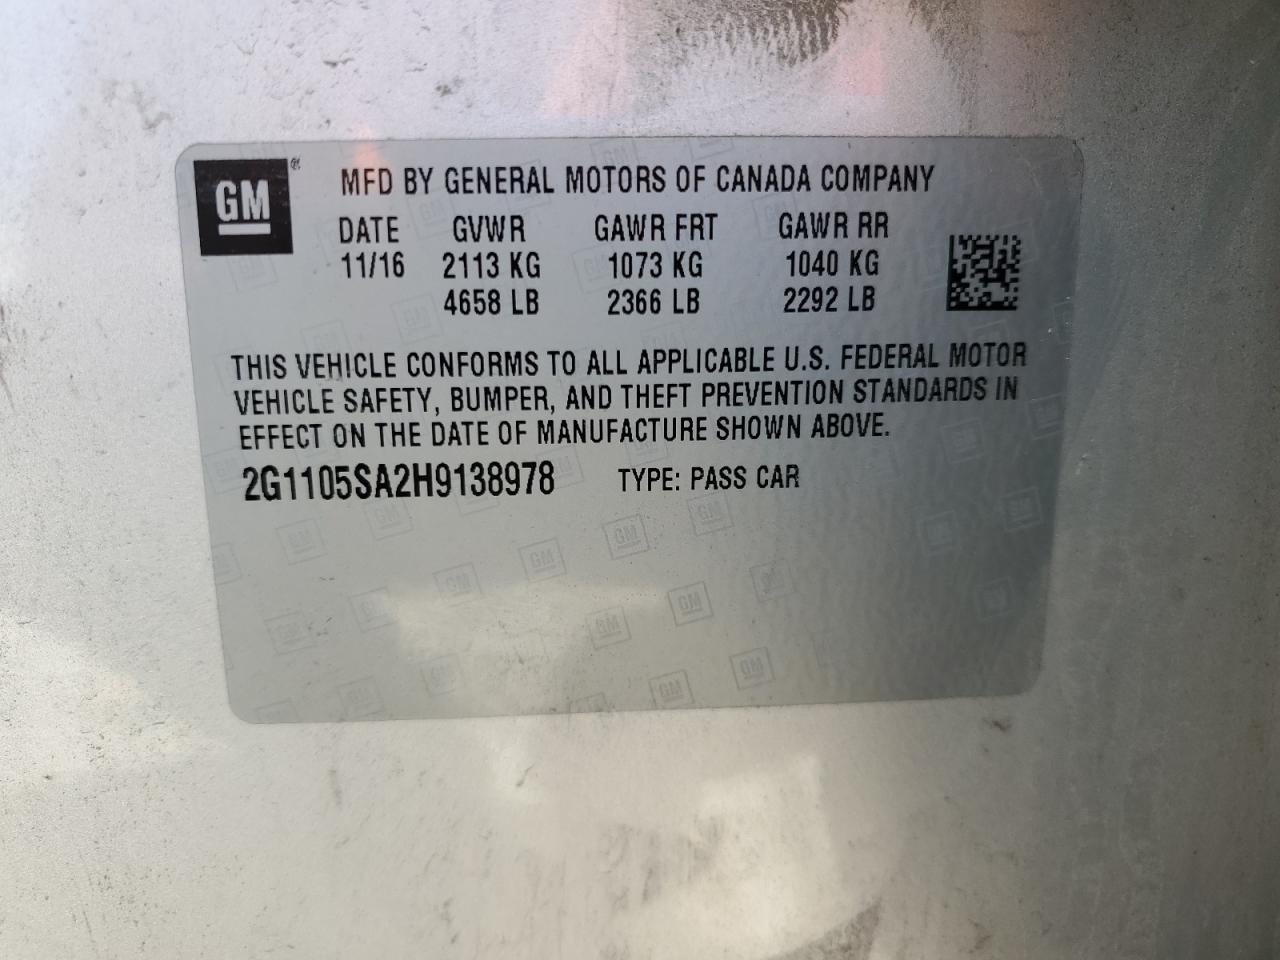 GM ® MFD BY GENERAL MOTORS OF CANADA COMPANY
DATE GVWR GAWR FRT GAWR RR
11/16 2113 KG 1073 KG 1040 KG
4658 LB 2366 LB 2292 LB
THIS VEHICLE CONFORMS TO ALL APPLICABLE U.S. FEDERAL MOTOR
VEHICLE SAFETY, BUMPER, AND THEFT PREVENTION STANDARDS IN
EFFECT ON THE DATE OF MANUFACTURE SHOWN ABOVE.
2G1105SA2H9138978 TYPE: PASS CAR